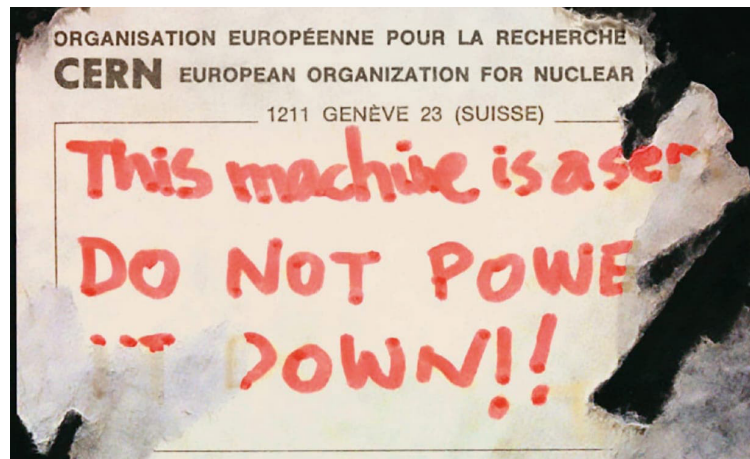 ORGANISATION EUROPÉENNE POUR LA RECHERCHE
CERN EUROPEAN ORGANIZATION FOR NUCLEAR
1211 GENÈVE 23 (SUISSE)
This machine is a ser
DO NOT POWE
IT DOWN!!